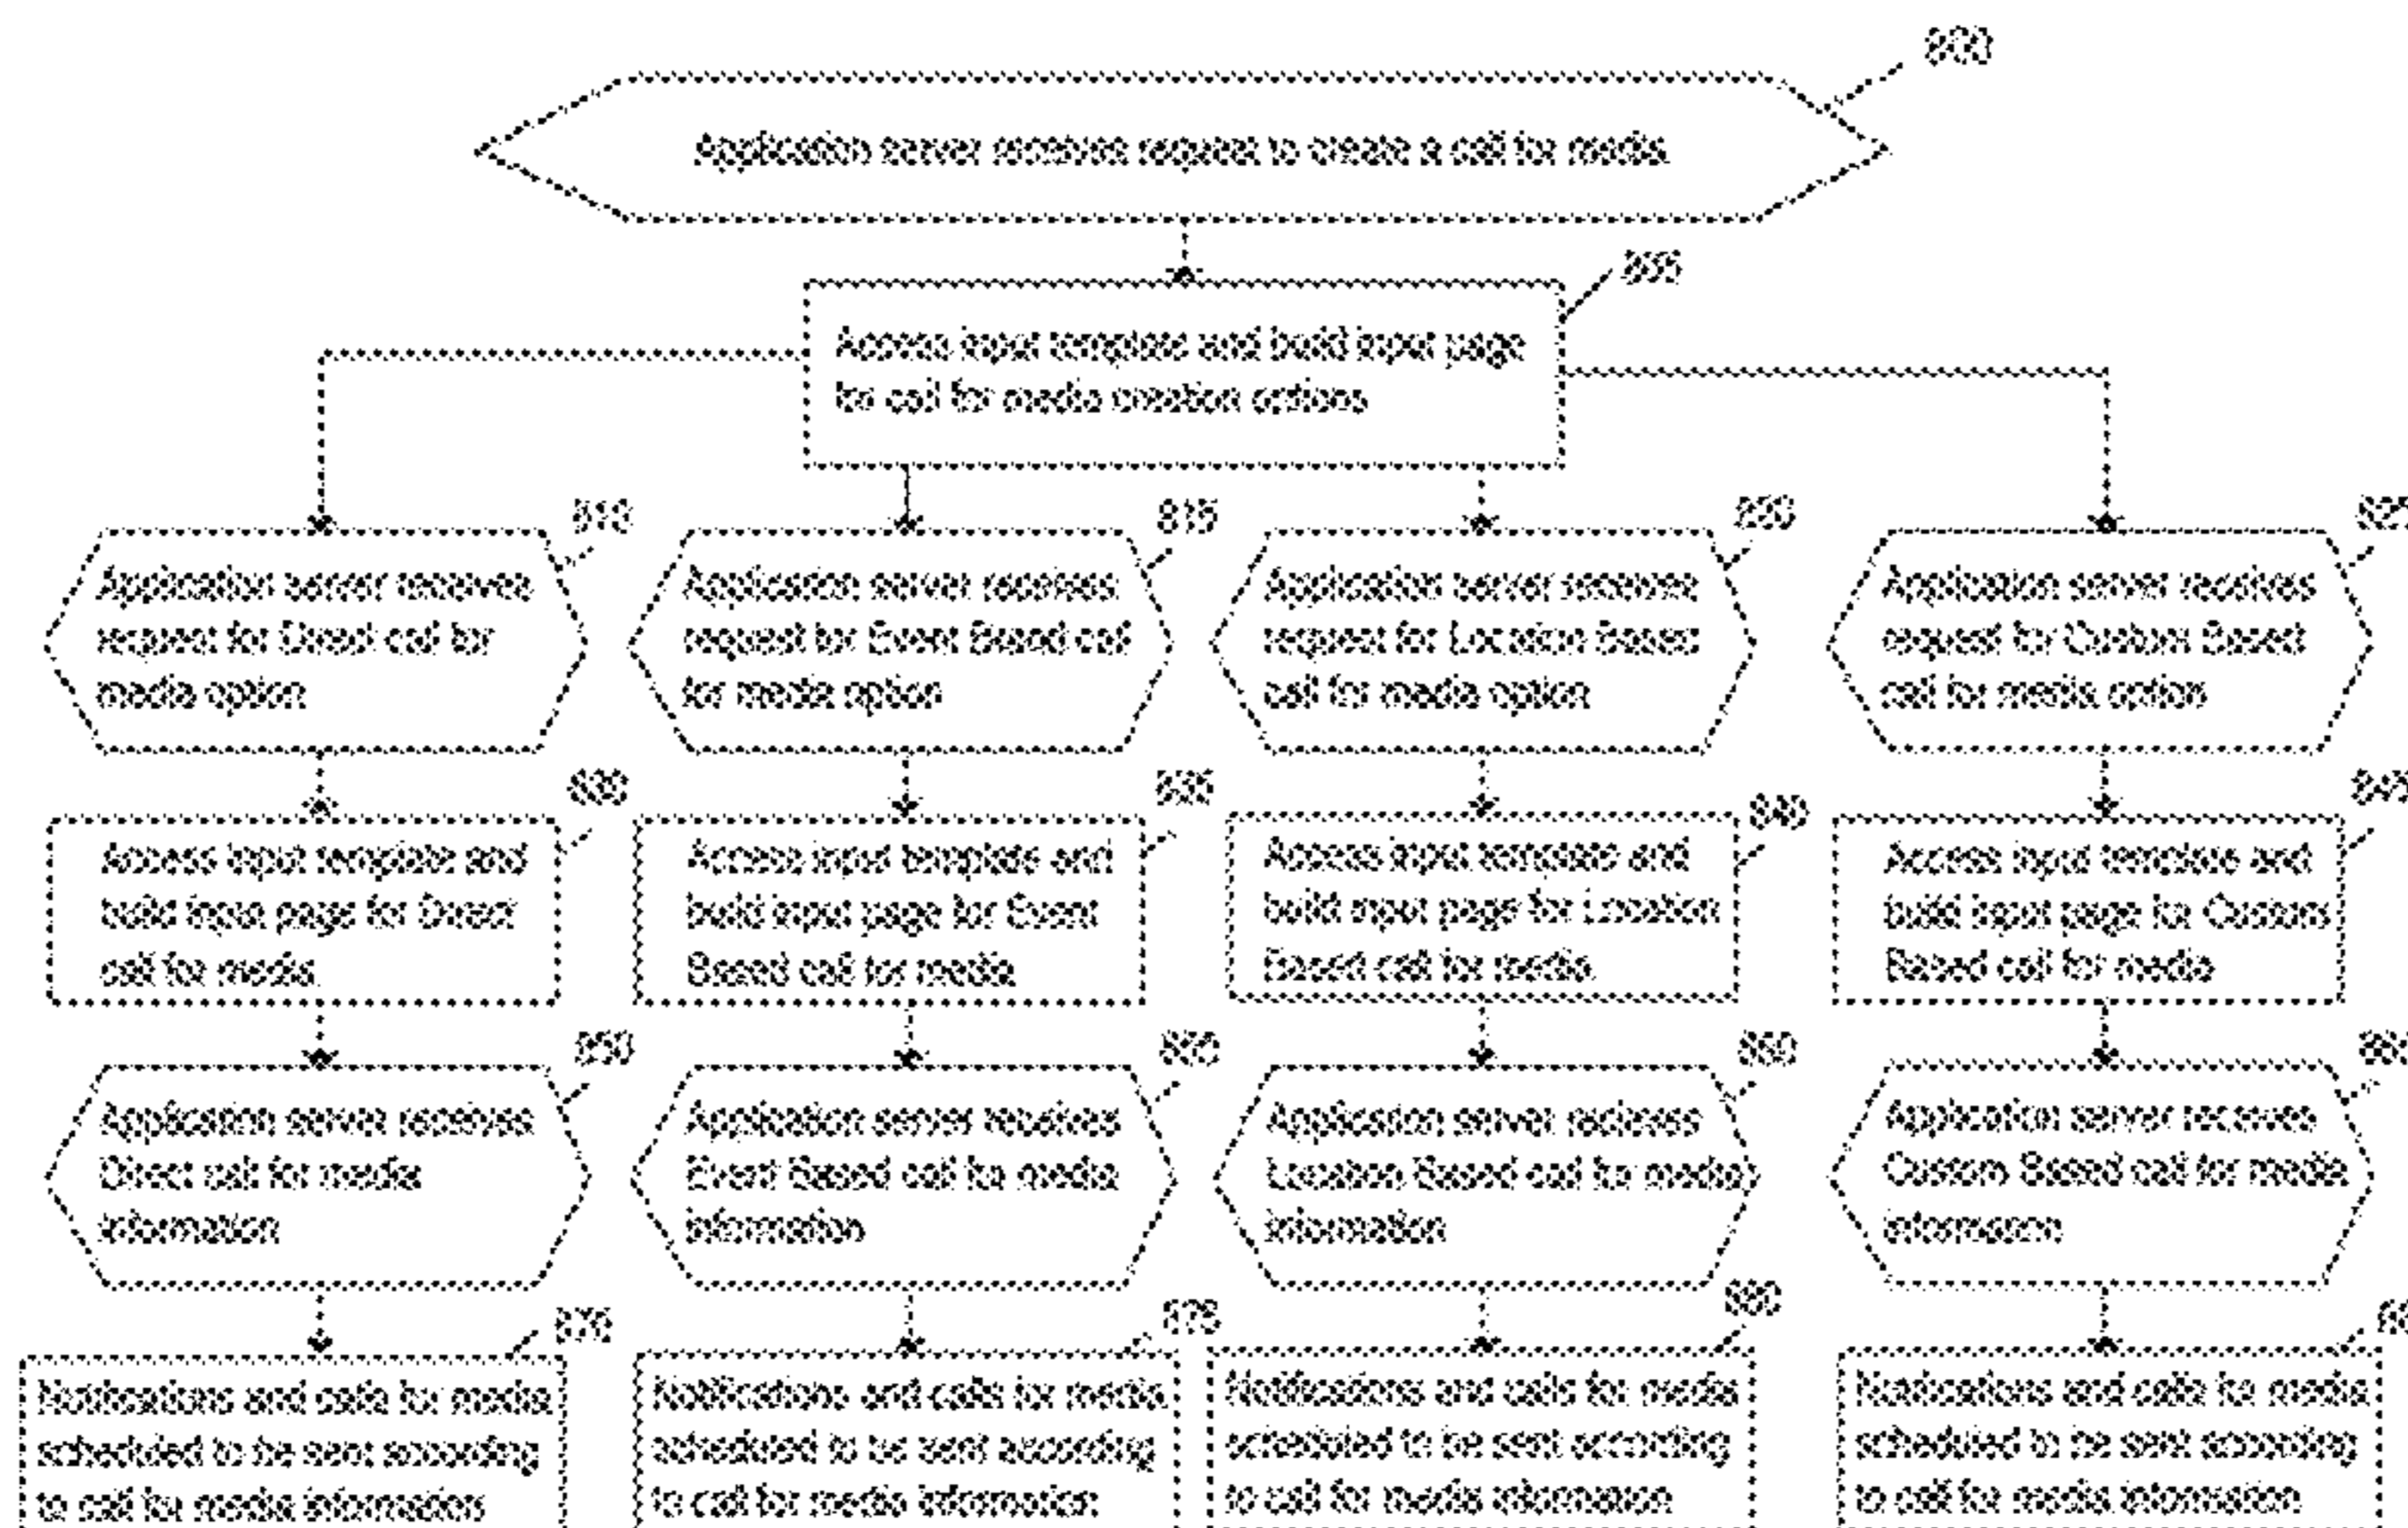 800
Application server receives request to create a call for media
805
Access input template and build input page
for call for media creation options
810
Application server receives
request for Direct call for
media option
815
Application server receives
request for Event Based call
for media option
820
Application server receives
request for Location Based
call for media option
Application server receives
request for Custom Based
call for media option
830
Access input template and
build input page for Direct
call for media
835
Access input template and
build input page for Event
Based call for media
840
Access input template and
build input page for Location
Based call for media
Access input template and
build input page for Custom
Based call for media
850
Application server receives
Direct call for media
information
855
Application server receives
Event Based call for media
information
860
Application server receives
Location Based call for media
information
Application server receives
Custom Based call for media
information
870
Notifications and calls for media
scheduled to be sent according
to call for media information
875
Notifications and calls for media
scheduled to be sent according
to call for media information
880
Notifications and calls for media
scheduled to be sent according
to call for media information
Notifications and calls for media
scheduled to be sent according
to call for media information